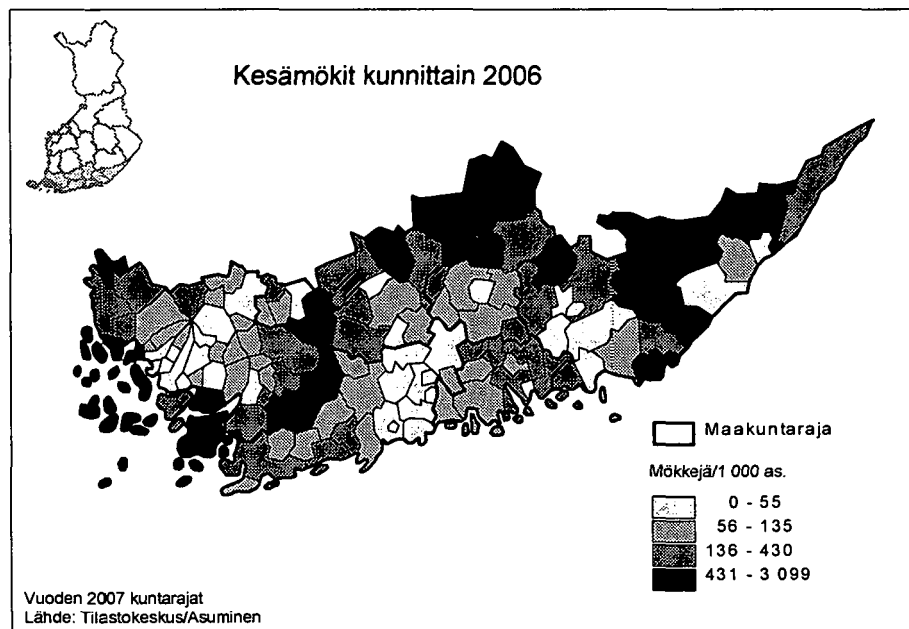 Kesämökit kunnittain 2006
Maakuntaraja
Mökkejä/1 000 as.
0 - 55
56 - 135
136 - 430
431 - 3 099
Vuoden 2007 kuntarajat
Lähde: Tilastokeskus/Asuminen